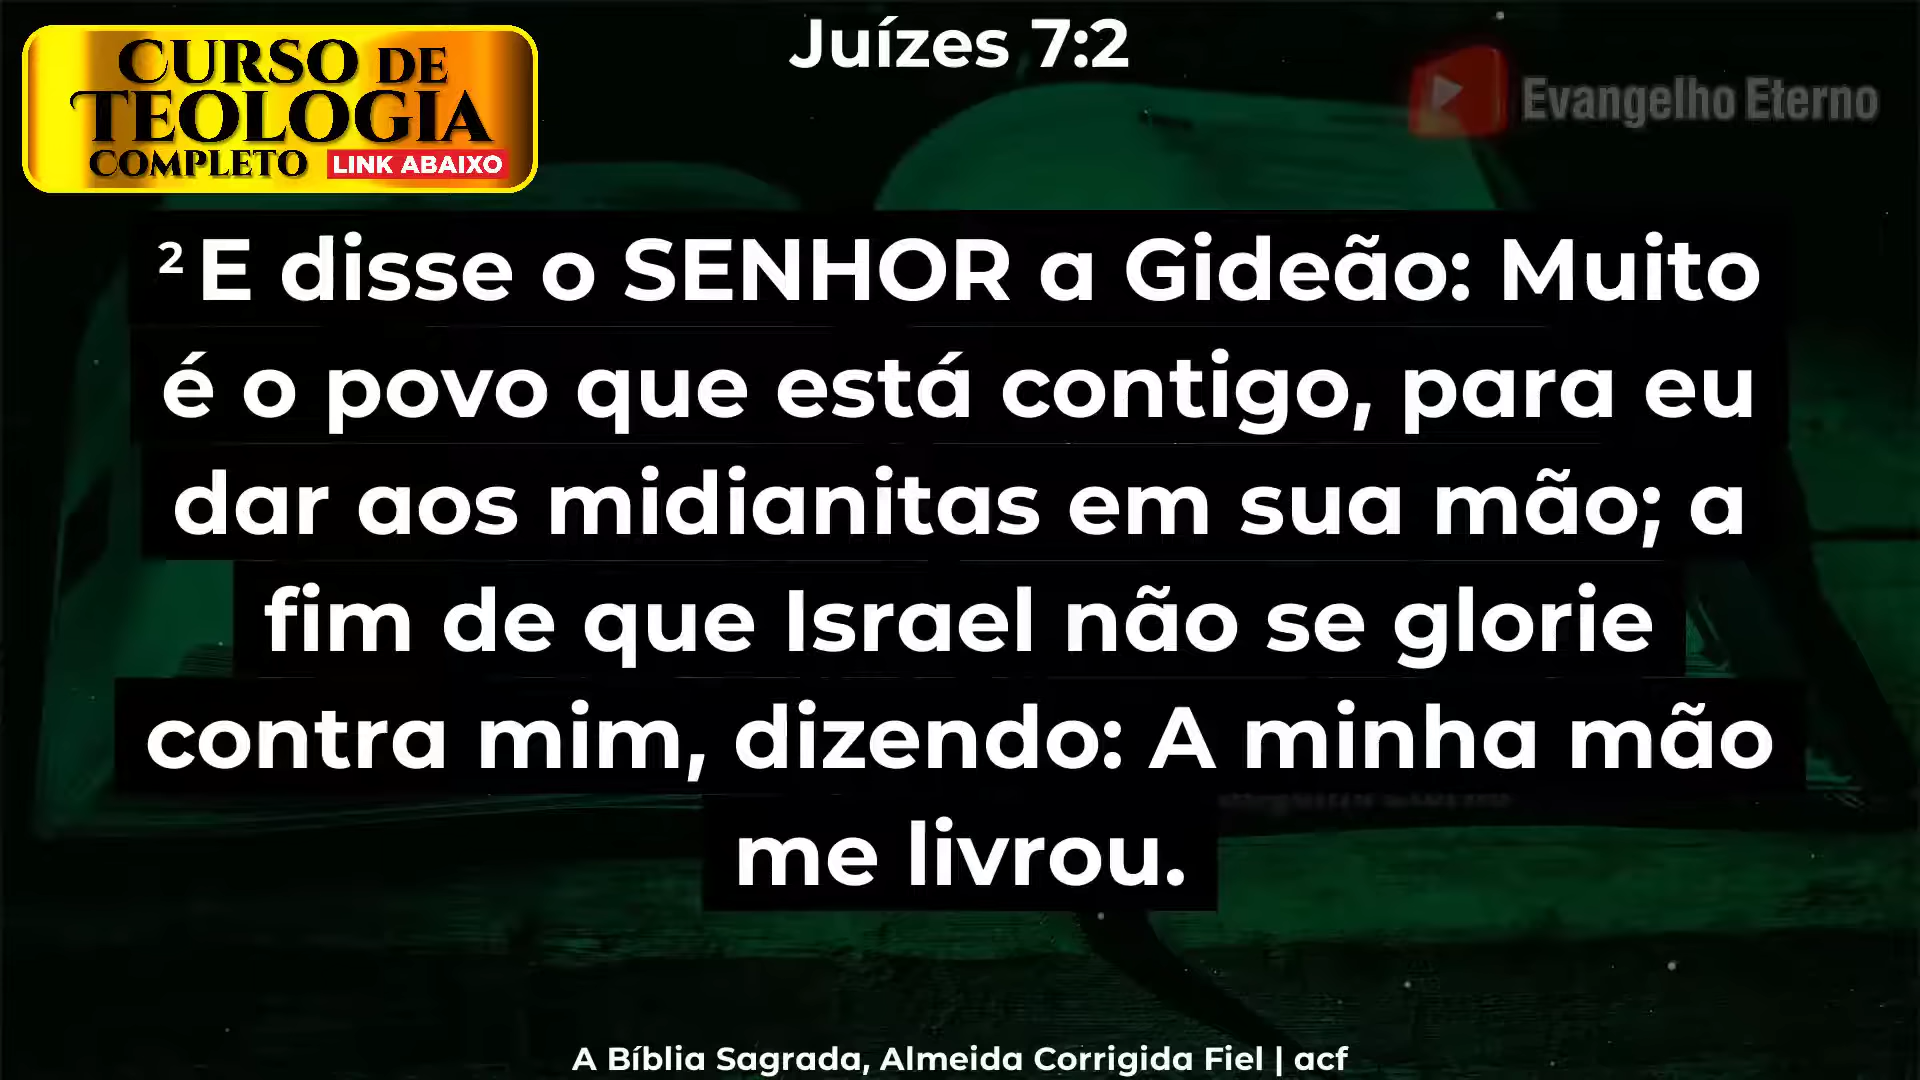 Juízes 7:2
CURSO DE
TEOLOGIA
COMPLETO LINK ABAIXO
Evangelho Eterno
2 E disse o SENHOR a Gideão: Muito
é o povo que está contigo, para eu
dar aos midianitas em sua mão; a
fim de que Israel não se glorie
contra mim, dizendo: A minha mão
me livrou.
A Bíblia Sagrada, Almeida Corrigida Fiel | acf